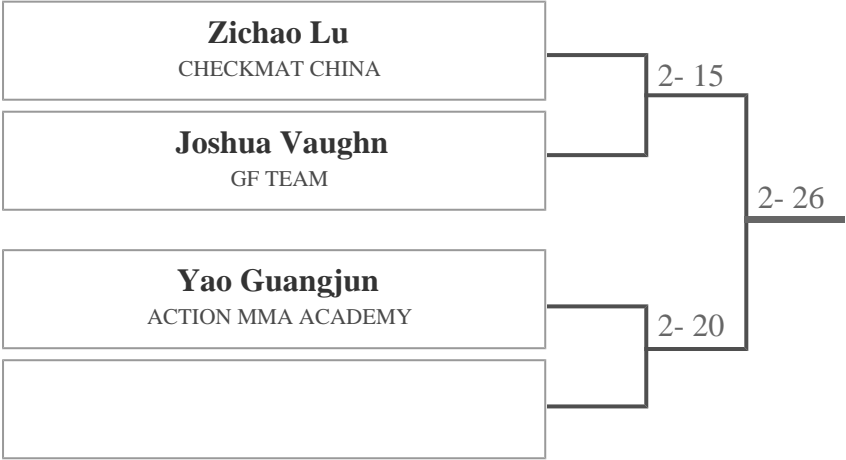 Zichao Lu
CHECKMAT CHINA
2- 15
Joshua Vaughn
GF TEAM
2- 26
Yao Guangjun
ACTION MMA ACADEMY
2- 20